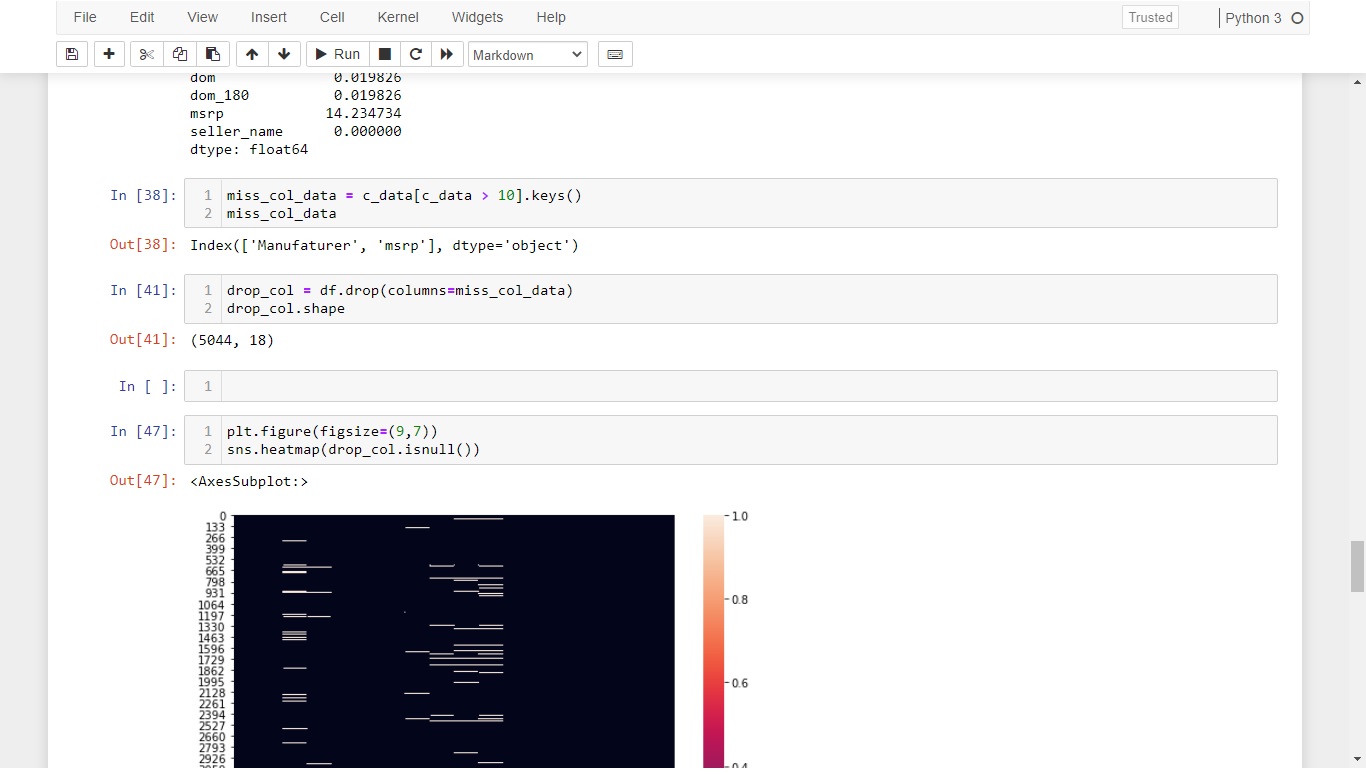 File Edit View Insert Cell Kernel Widgets Help Trusted Python 3
Run Markdown
dom 0.019826
dom_180 0.019826
msrp 14.234734
seller_name 0.000000
dtype: float64
In [38]: 1 miss_col_data = c_data[c_data > 10].keys()
2 miss_col_data
Out[38]: Index(['Manufaturer', 'msrp'], dtype='object')
In [41]: 1 drop_col = df.drop(columns=miss_col_data)
2 drop_col.shape
Out[41]: (5044, 18)
In [ ]: 1
In [47]: 1 plt.figure(figsize=(9,7))
2 sns.heatmap(drop_col.isnull())
Out[47]: <AxesSubplot:>
0
133
266
399
532
665
798
931
1064
1197
1330
1463
1596
1729
1862
1995
2128
2261
2394
2527
2660
2793
2926
1.0
0.8
0.6
0.4